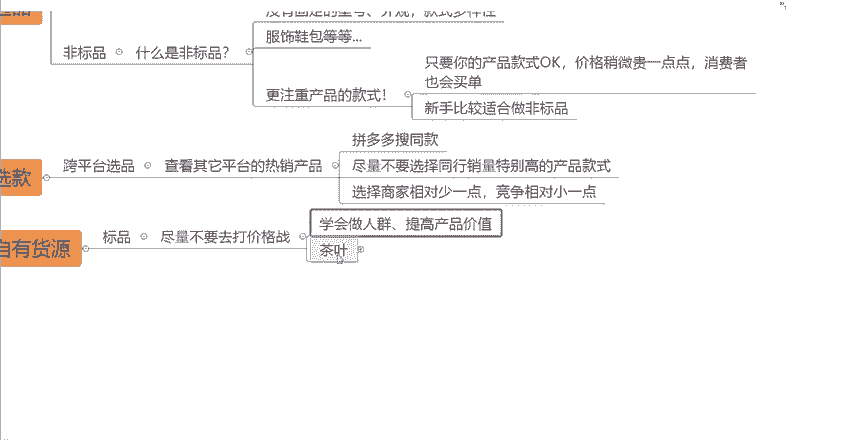 没有固定的型号、外观，款式多样性
服饰鞋包等等...
非标品
什么是非标品？
只要你的产品款式OK，价格稍微贵一点点，消费者
也会买单
更注重产品的款式！
新手比较适合做非标品
拼多多搜同款
选款
跨平台选品
查看其它平台的热销产品
尽量不要选择同行销量特别高的产品款式
选择商家相对少一点，竞争相对小一点
学会做人群、提高产品价值
自有货源
标品
尽量不要去打价格战
茶叶